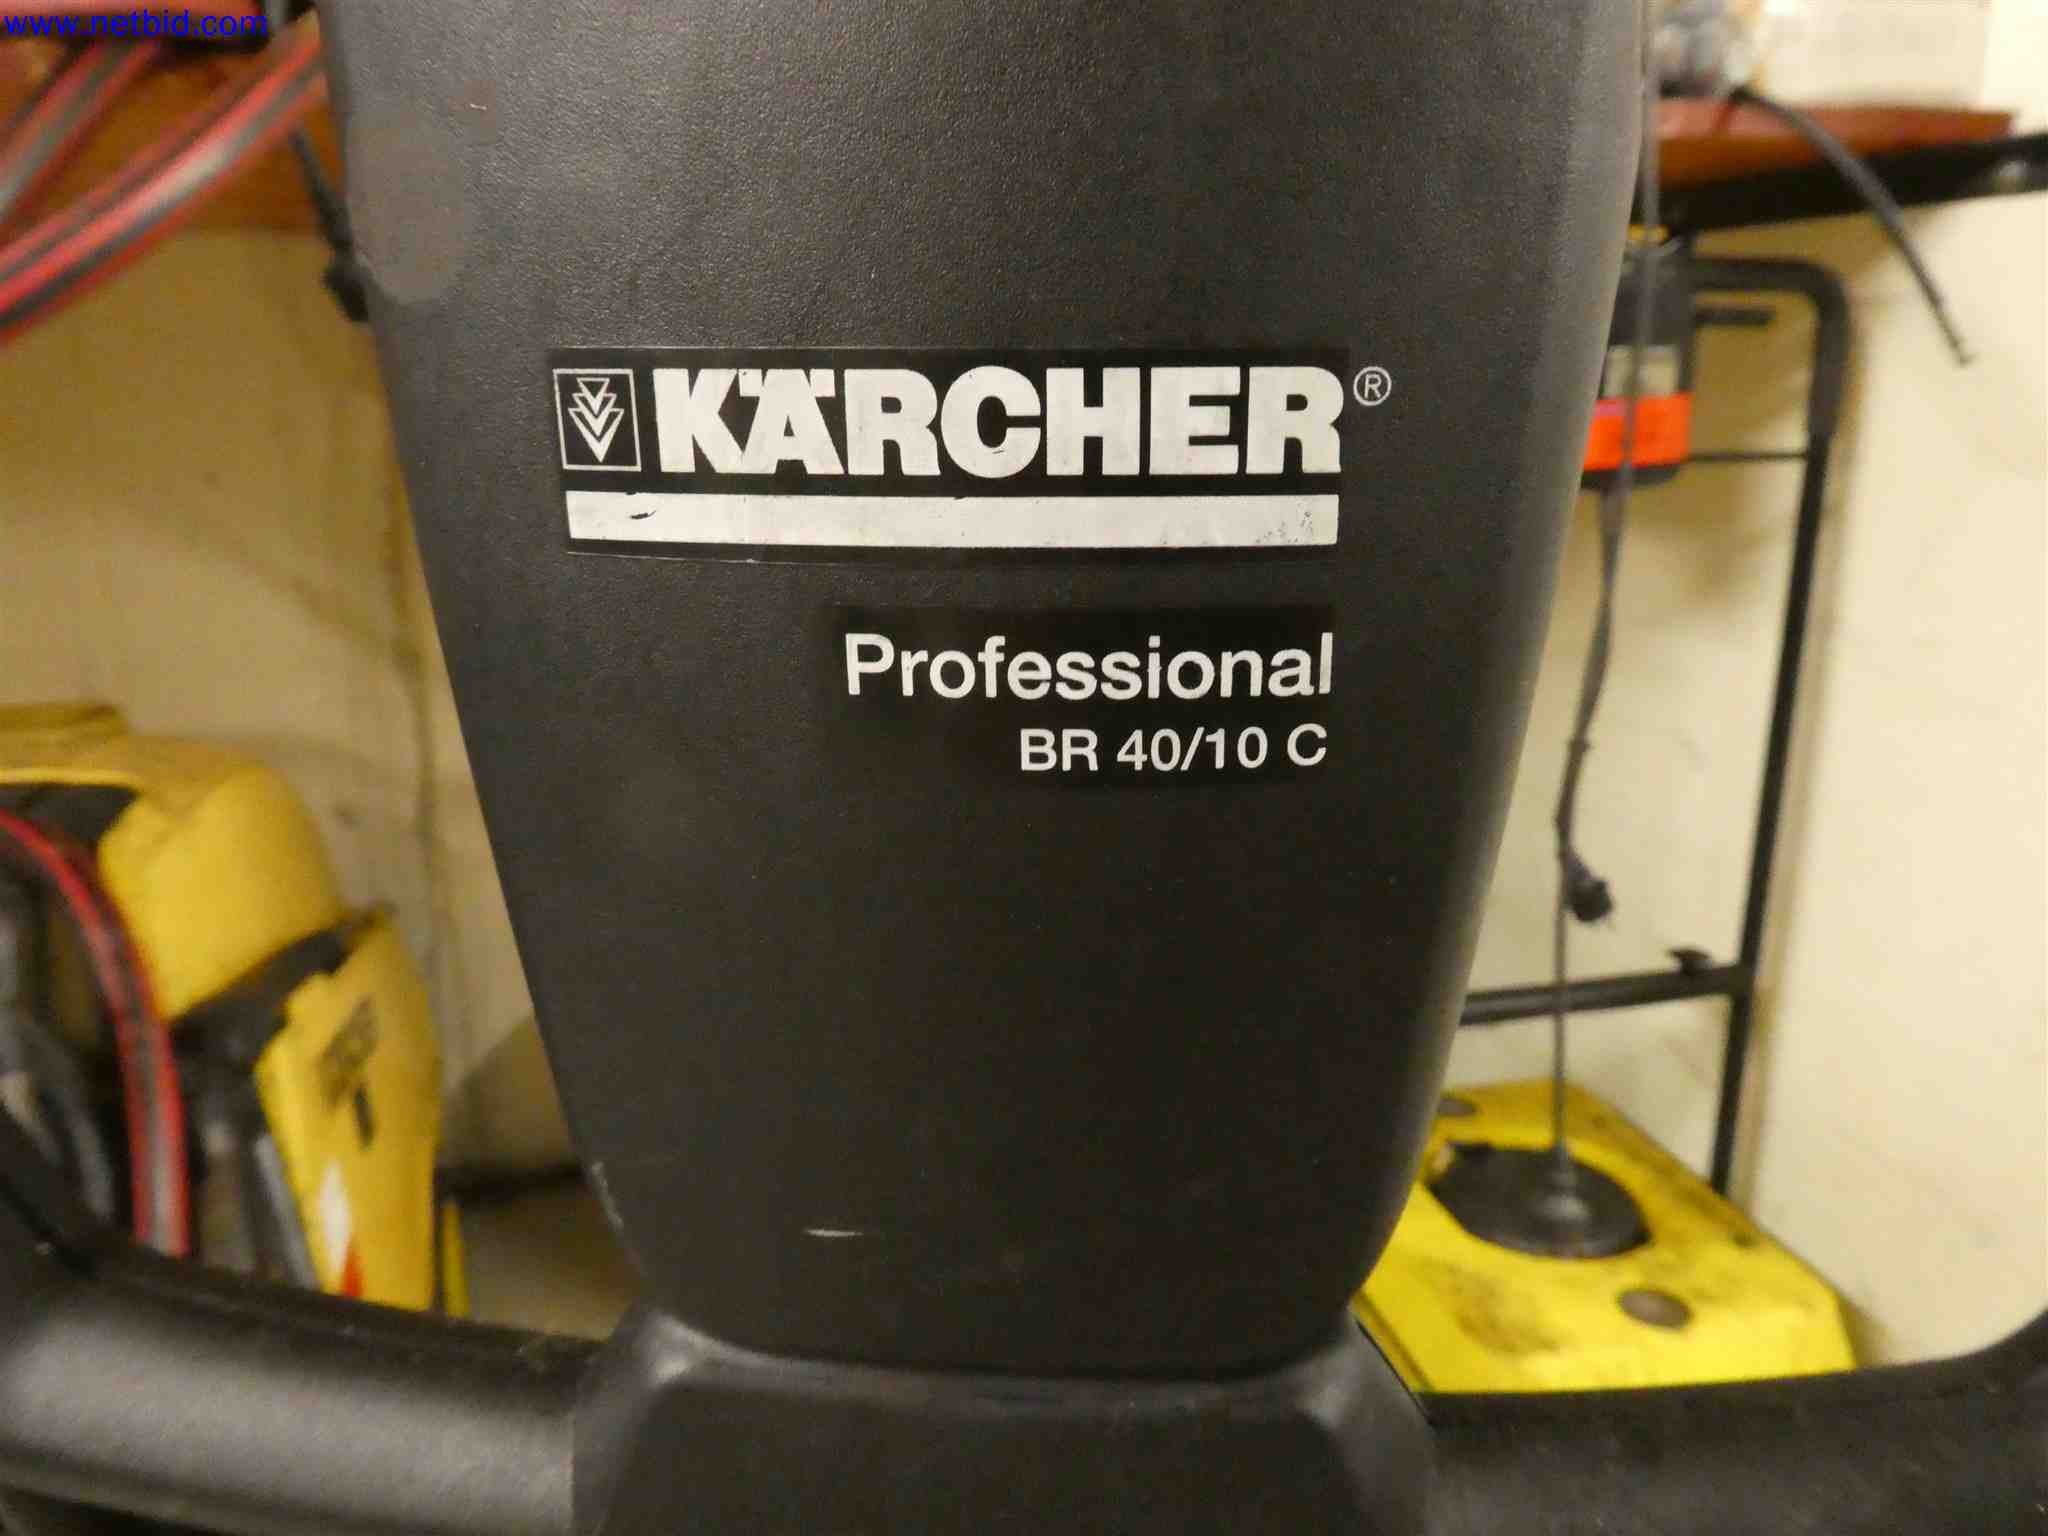 www.netbid.com
KÄRCHER®
Professional
BR 40/10 C